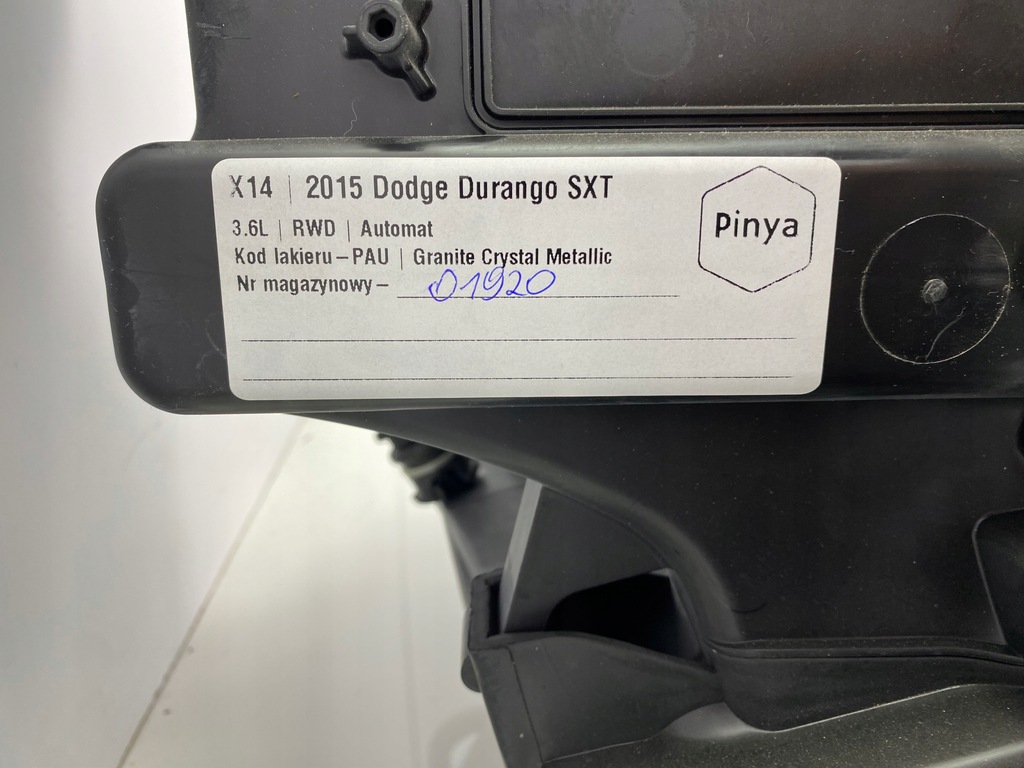 X14 | 2015 Dodge Durango SXT
3.6L | RWD | Automat
Kod lakieru – PAU | Granite Crystal Metallic
Nr magazynowy – 01920
Pinya